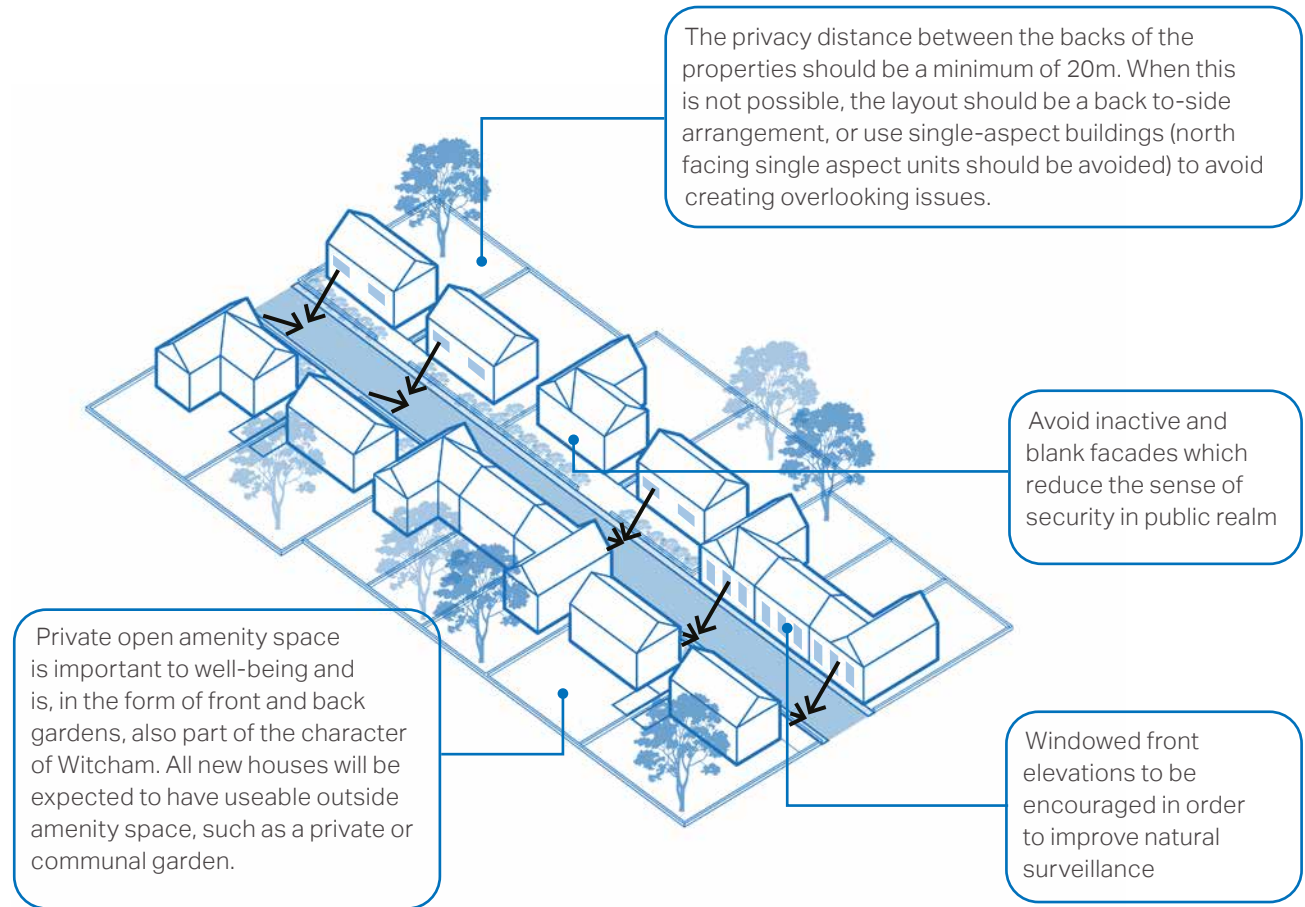 The privacy distance between the backs of the
properties should be a minimum of 20m. When this
is not possible, the layout should be a back to-side
arrangement, or use single-aspect buildings (north
facing single aspect units should be avoided) to avoid
creating overlooking issues.
Avoid inactive and
blank facades which
reduce the sense of
security in public realm
Private open amenity space
is important to well-being and
is, in the form of front and back
gardens, also part of the character
of Witcham. All new houses will be
expected to have useable outside
amenity space, such as a private or
communal garden.
Windowed front
elevations to be
encouraged in order
to improve natural
surveillance